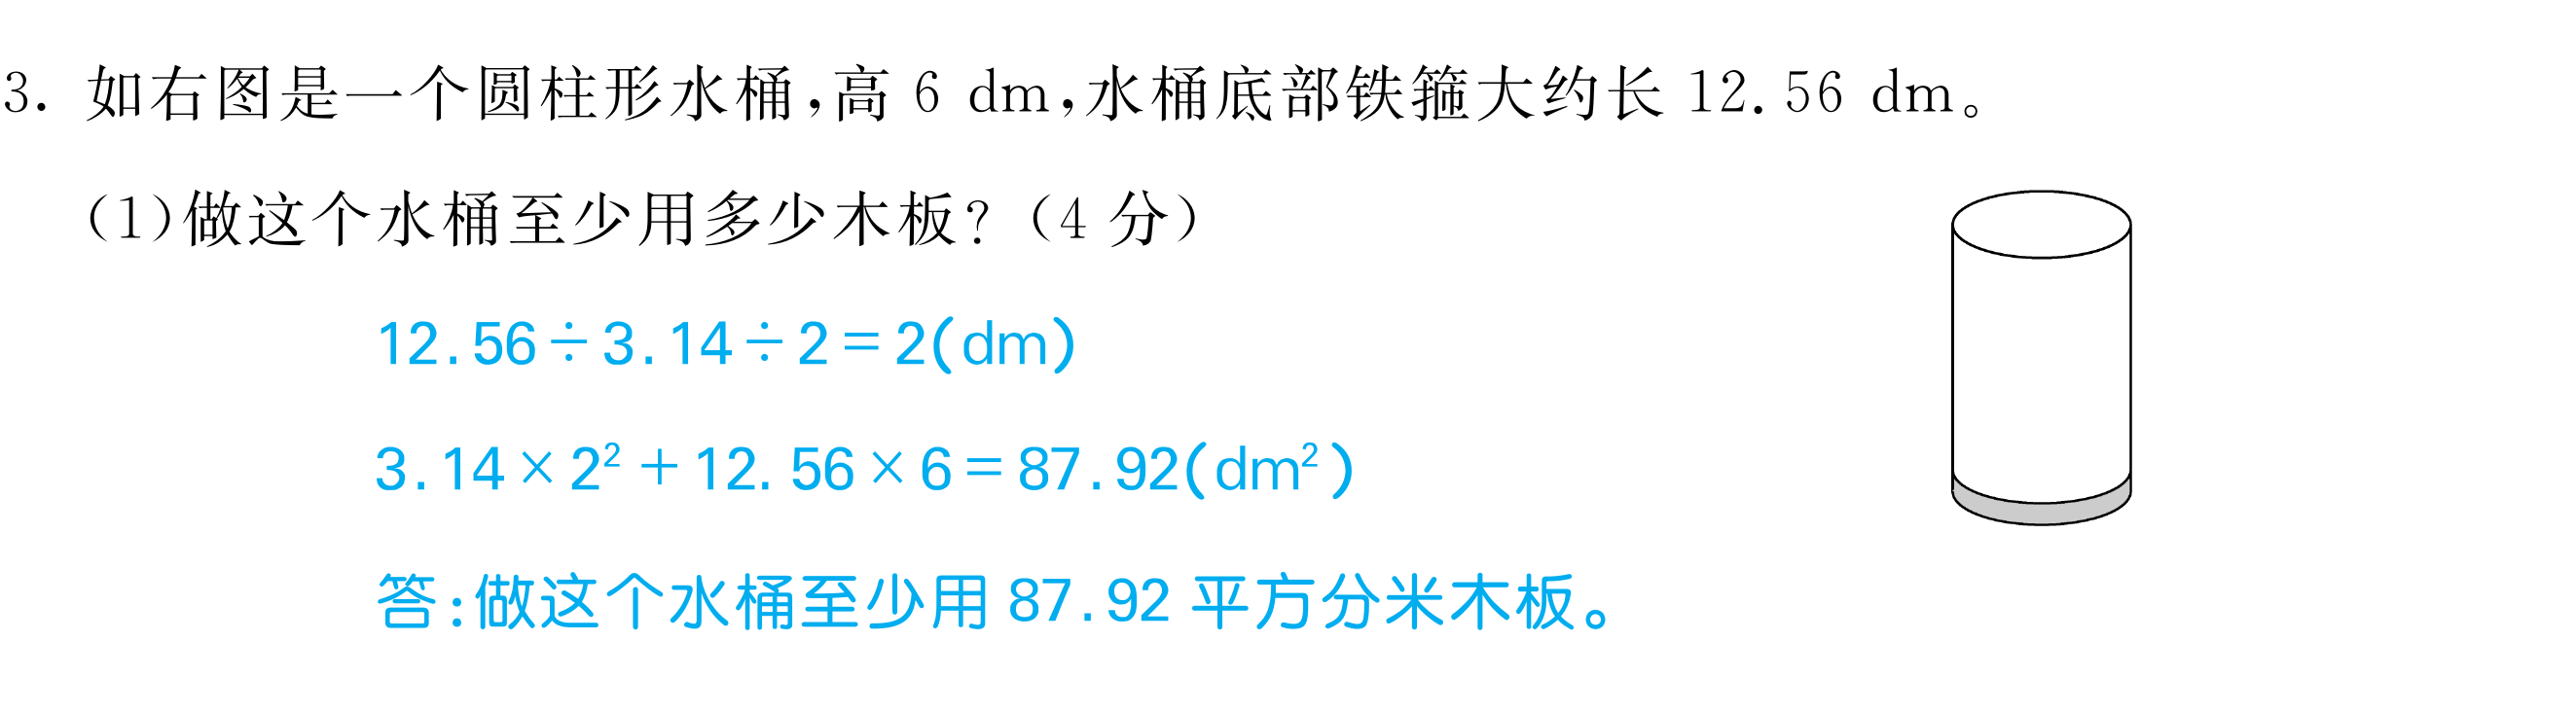 3. 如右图是一个圆柱形水桶,高 6 dm,水桶底部铁箍大约长 12.56 dm。
(1)做这个水桶至少用多少木板?(4 分)
12.56÷3.14÷2=2(dm)
3.14×2²+12.56×6=87.92(dm²)
答:做这个水桶至少用 87.92 平方分米木板。